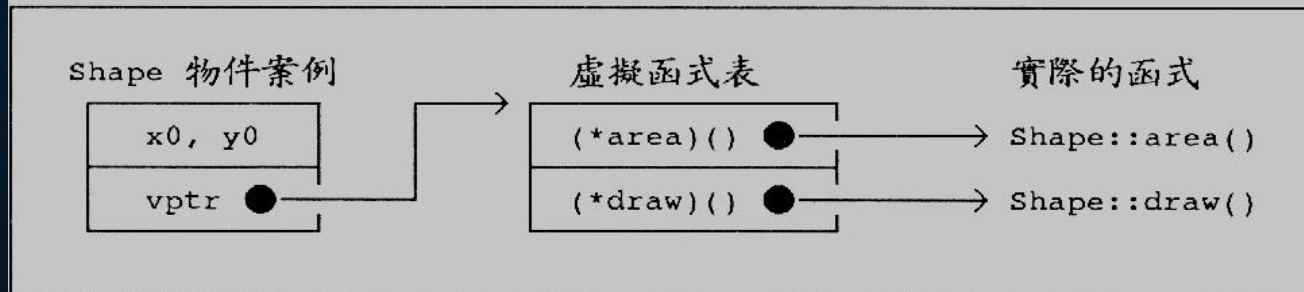 Shape 物件案例
x0, y0
vptr
虛擬函式表
(*area)()
(*draw)()
實際的函式
Shape::area()
Shape::draw()